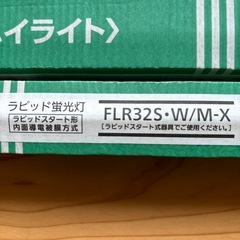 イライト〉
ラピッド蛍光灯
ラピッドスタート形
内面導電被膜方式
FLR32S・W/M-X
[ラピッドスタート式器具でご使用ください。]